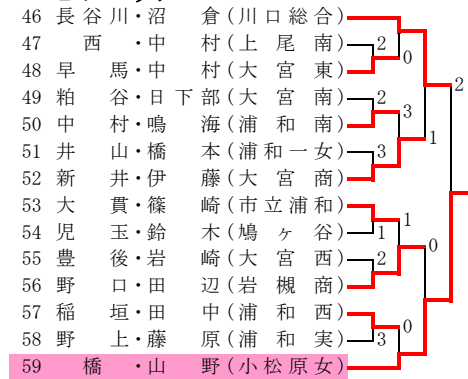 46 長谷川・沼倉(川口総合)
47 西・中村(上尾南) 2
48 早馬・中村(大宮東) 0
2
49 粕谷・日下部(大宮南) 2
50 中村・鳴海(浦和南) 3
1
51 井山・橋本(浦和一女) 3
52 新井・伊藤(大宮商)
53 大貫・篠崎(市立浦和) 1
54 児玉・鈴木(鳩ヶ谷) 1
0
55 豊後・岩崎(大宮西) 2
56 野口・田辺(岩槻商)
57 稲垣・田中(浦和西) 0
58 野上・藤原(浦和実) 3
59 橋・山野(小松原女)